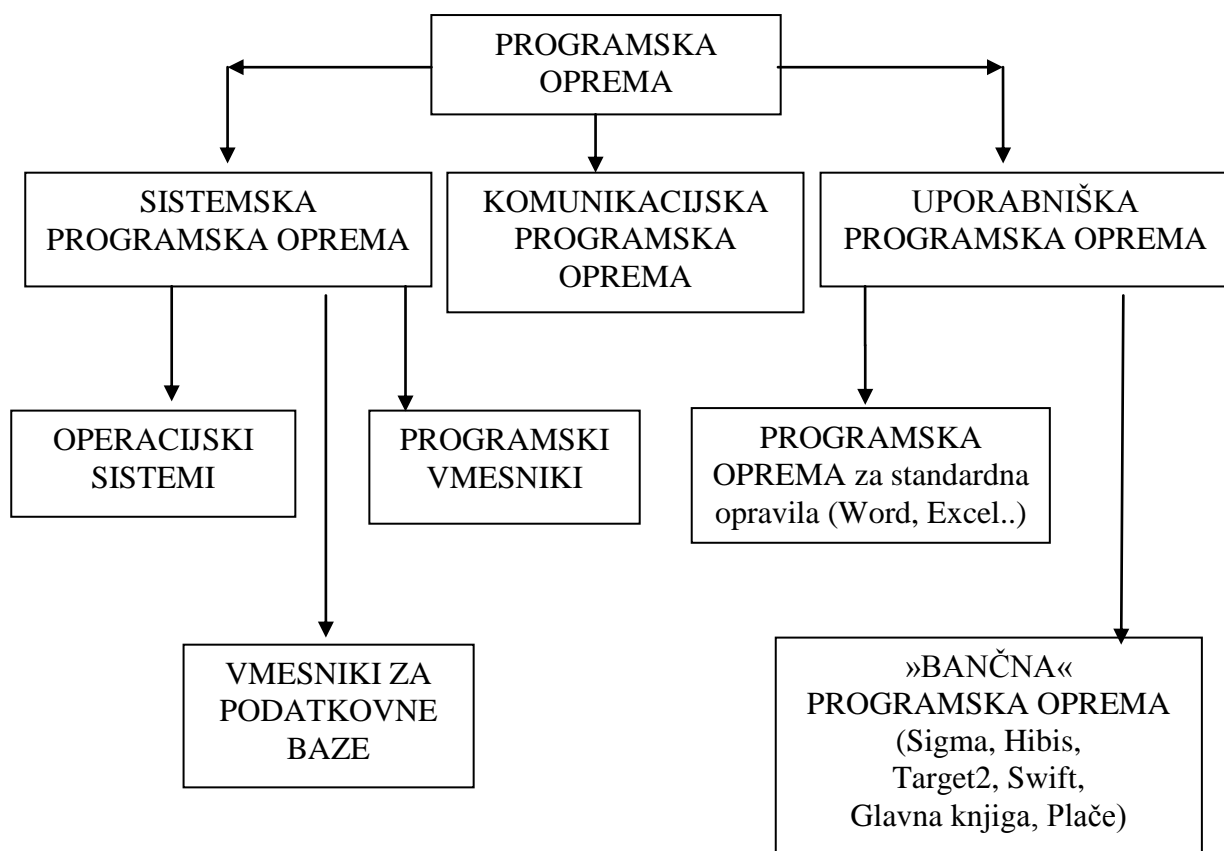 PROGRAMSKA
OPREMA
SISTEMSKA
PROGRAMSKA OPREMA
KOMUNIKACIJSKA
PROGRAMSKA
OPREMA
UPORABNIŠKA
PROGRAMSKA OPREMA
OPERACIJSKI
SISTEMI
PROGRAMSKI
VMESNIKI
PROGRAMSKA
OPREMA za standardna
opravila (Word, Excel..)
VMESNIKI ZA
PODATKOVNE
BAZE
»BANČNA«
PROGRAMSKA OPREMA
(Sigma, Hibis,
Target2, Swift,
Glavna knjiga, Plače)